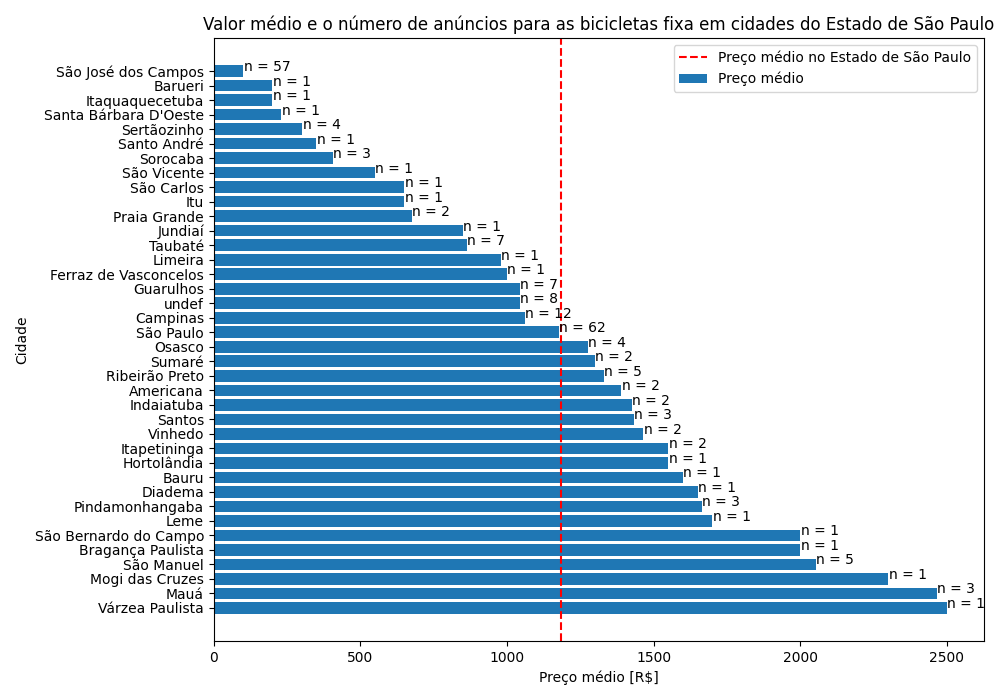 Valor médio e o número de anúncios para as bicicletas fixa em cidades do Estado de São Paulo
Preço médio no Estado de São Paulo
Preço médio
São José dos Campos n = 57
Barueri n = 1
Itaquaquecetuba n = 1
Santa Bárbara D'Oeste n = 1
Sertãozinho n = 4
Santo André n = 1
Sorocaba n = 3
São Vicente n = 1
São Carlos n = 1
Itu n = 1
Praia Grande n = 2
Jundiaí n = 1
Taubaté n = 7
Limeira n = 1
Ferraz de Vasconcelos n = 1
Guarulhos n = 7
undef n = 8
Campinas n = 12
São Paulo n = 62
Osasco n = 4
Sumaré n = 2
Ribeirão Preto n = 5
Americana n = 2
Indaiatuba n = 2
Santos n = 3
Vinhedo n = 2
Itapetininga n = 2
Hortolândia n = 1
Bauru n = 1
Diadema n = 1
Pindamonhangaba n = 3
Leme n = 1
São Bernardo do Campo n = 1
Bragança Paulista n = 1
São Manuel n = 5
Mogi das Cruzes n = 1
Mauá n = 3
Várzea Paulista n = 1
Cidade
0 500 1000 1500 2000 2500
Preço médio [R$]